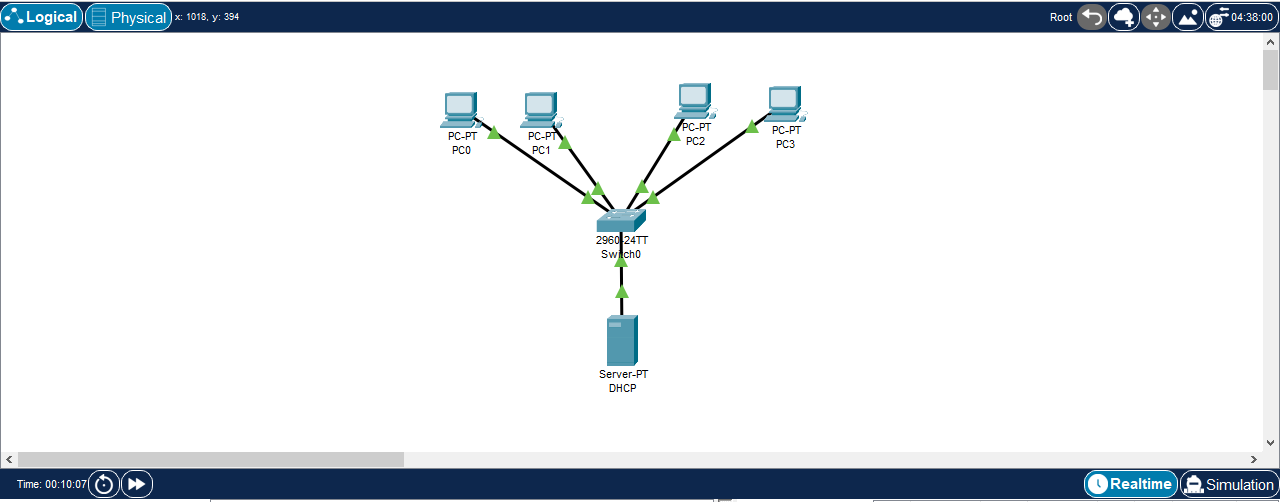 Logical
Physical
x: 1018, y: 394
Root
04:38:00
PC-PT
PC0
PC-PT
PC1
PC-PT
PC2
PC-PT
PC3
2960-24TT
Switch0
Server-PT
DHCP
Time: 00:10:07
Realtime
Simulation